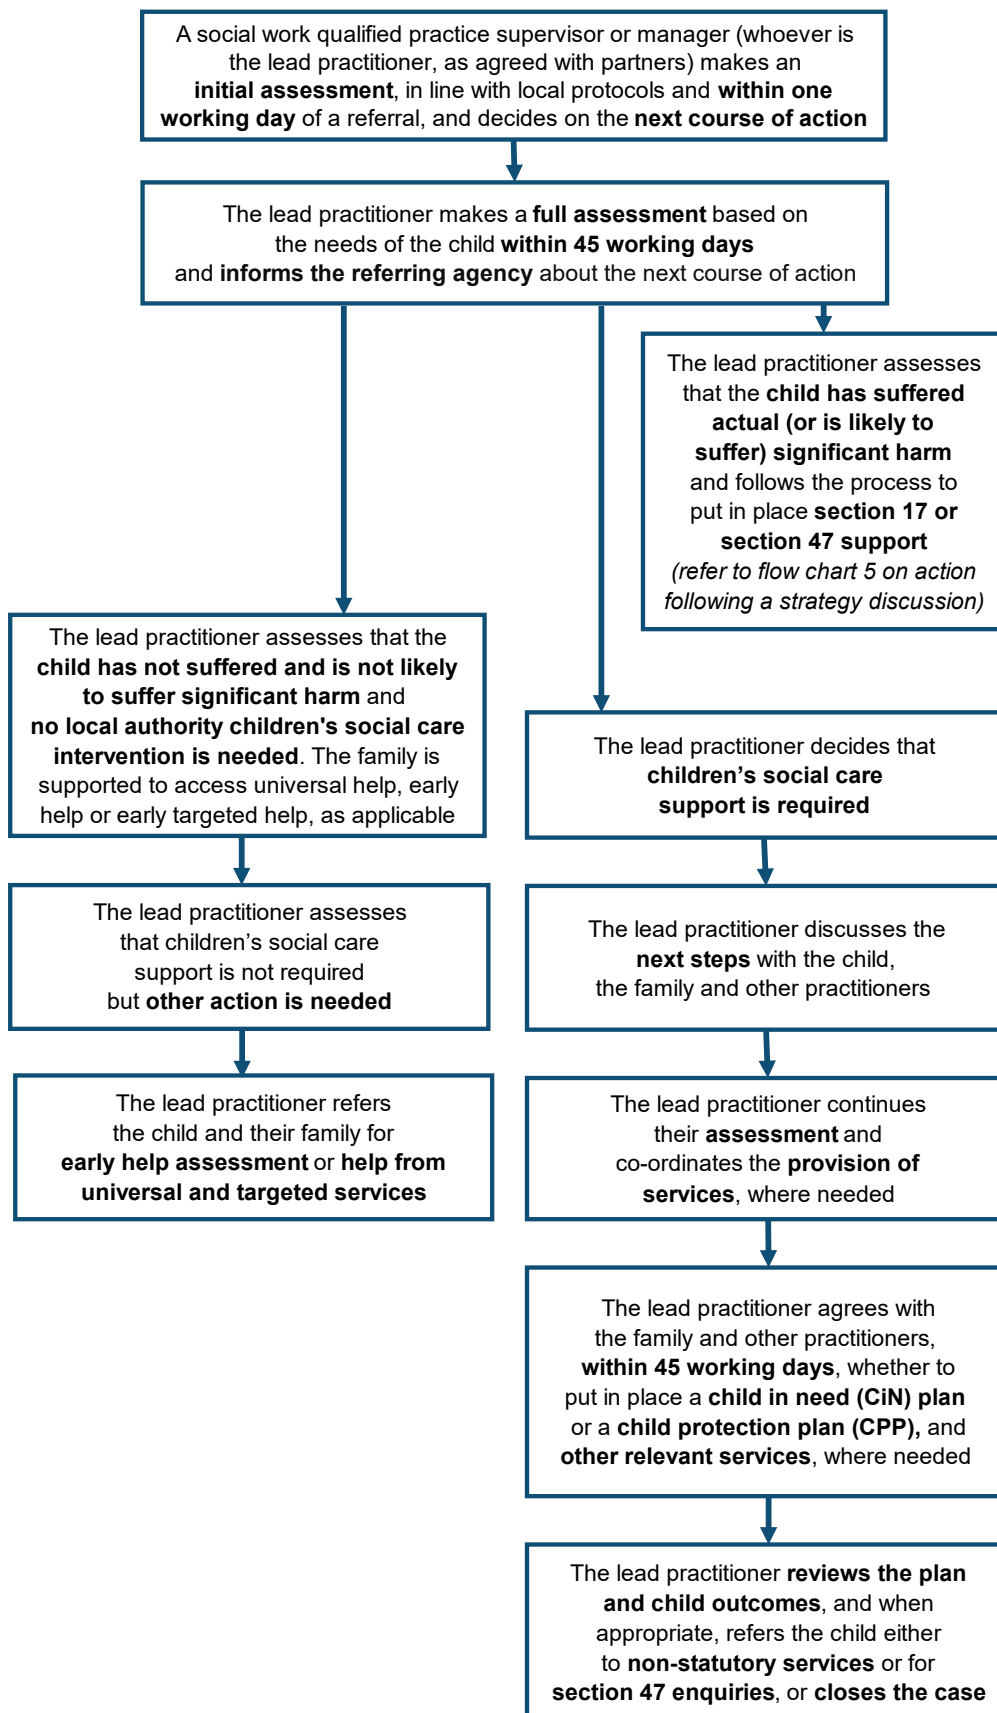 A social work qualified practice supervisor or manager (whoever is
the lead practitioner, as agreed with partners) makes an
initial assessment, in line with local protocols and within one
working day of a referral, and decides on the next course of action
The lead practitioner makes a full assessment based on
the needs of the child within 45 working days
and informs the referring agency about the next course of action
The lead practitioner assesses
that the child has suffered
actual (or is likely to
suffer) significant harm
and follows the process to
put in place section 17 or
section 47 support
(refer to flow chart 5 on action
following a strategy discussion)
The lead practitioner assesses that the
child has not suffered and is not likely
to suffer significant harm and
no local authority children's social care
intervention is needed. The family is
supported to access universal help, early
help or early targeted help, as applicable
The lead practitioner assesses
that children’s social care
support is not required
but other action is needed
The lead practitioner refers
the child and their family for
early help assessment or help from
universal and targeted services
The lead practitioner decides that
children’s social care
support is required
The lead practitioner discusses the
next steps with the child,
the family and other practitioners
The lead practitioner continues
their assessment and
co-ordinates the provision of
services, where needed
The lead practitioner agrees with
the family and other practitioners,
within 45 working days, whether to
put in place a child in need (CiN) plan
or a child protection plan (CPP), and
other relevant services, where needed
The lead practitioner reviews the plan
and child outcomes, and when
appropriate, refers the child either
to non-statutory services or for
section 47 enquiries, or closes the case